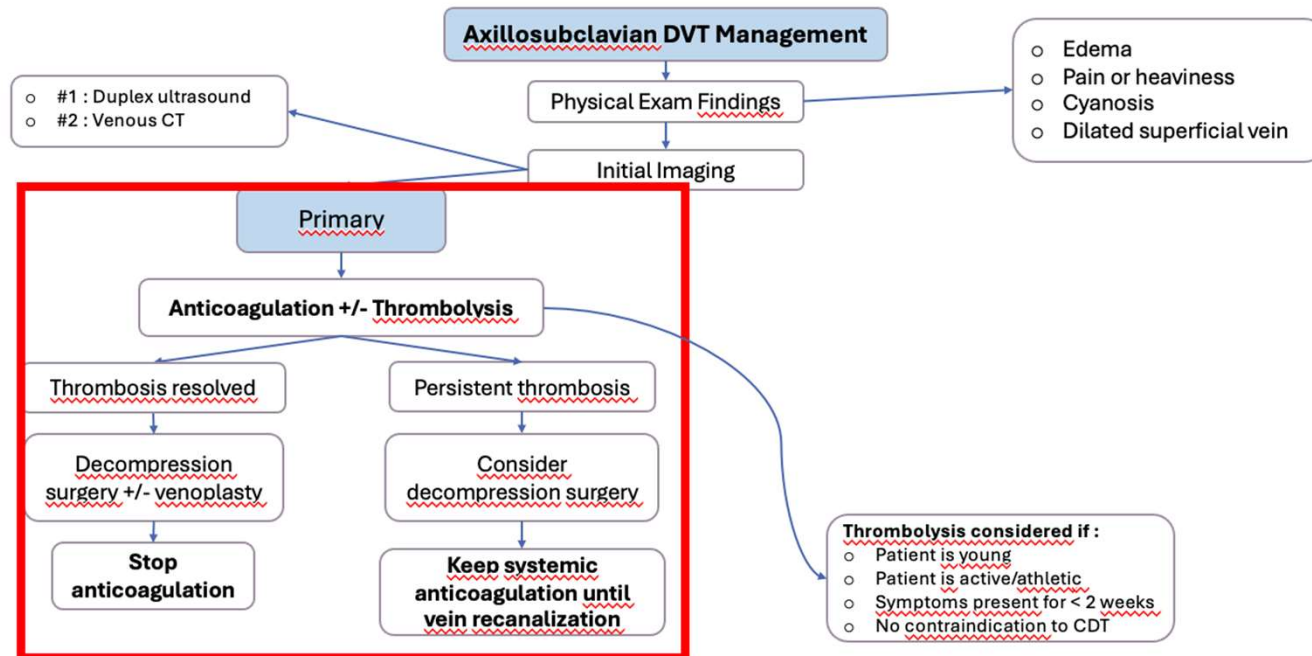 Axillosubclavian DVT Management
Physical Exam Findings
○ Edema
○ Pain or heaviness
○ Cyanosis
○ Dilated superficial vein
Initial Imaging
○ #1 : Duplex ultrasound
○ #2 : Venous CT
Primary
Anticoagulation +/- Thrombolysis
Thrombosis resolved
Decompression
surgery +/- venoplasty
Stop
anticoagulation
Persistent thrombosis
Consider
decompression surgery
Keep systemic
anticoagulation until
vein recanalization
Thrombolysis considered if :
○ Patient is young
○ Patient is active/athletic
○ Symptoms present for < 2 weeks
○ No contraindication to CDT